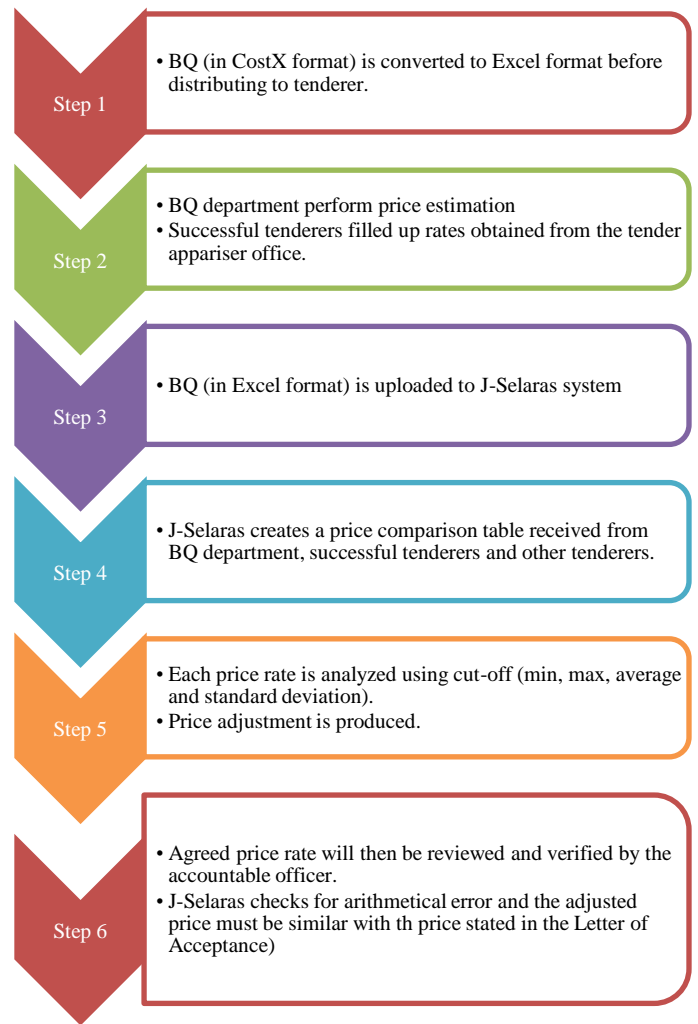 Step 1
• BQ (in CostX format) is converted to Excel format before
distributing to tenderer.
Step 2
• BQ department perform price estimation
• Successful tenderers filled up rates obtained from the tender
appariser office.
Step 3
• BQ (in Excel format) is uploaded to J-Selaras system
Step 4
• J-Selaras creates a price comparison table received from
BQ department, successful tenderers and other tenderers.
Step 5
• Each price rate is analyzed using cut-off (min, max, average
and standard deviation).
• Price adjustment is produced.
Step 6
• Agreed price rate will then be reviewed and verified by the
accountable officer.
• J-Selaras checks for arithmetical error and the adjusted
price must be similar with th price stated in the Letter of
Acceptance)